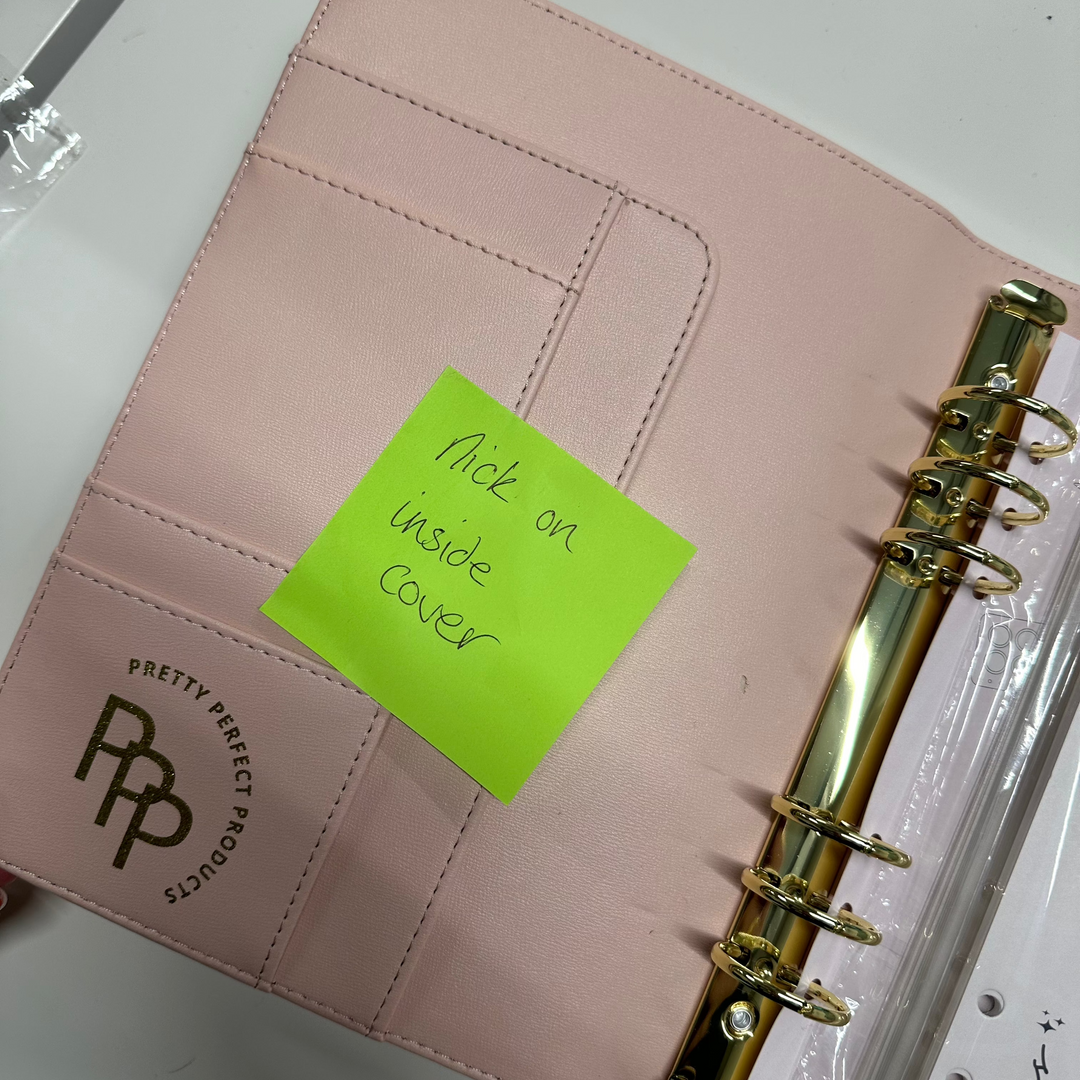 Nick on
inside
cover
PRETTY PERFECT PRODUCTS
PPP